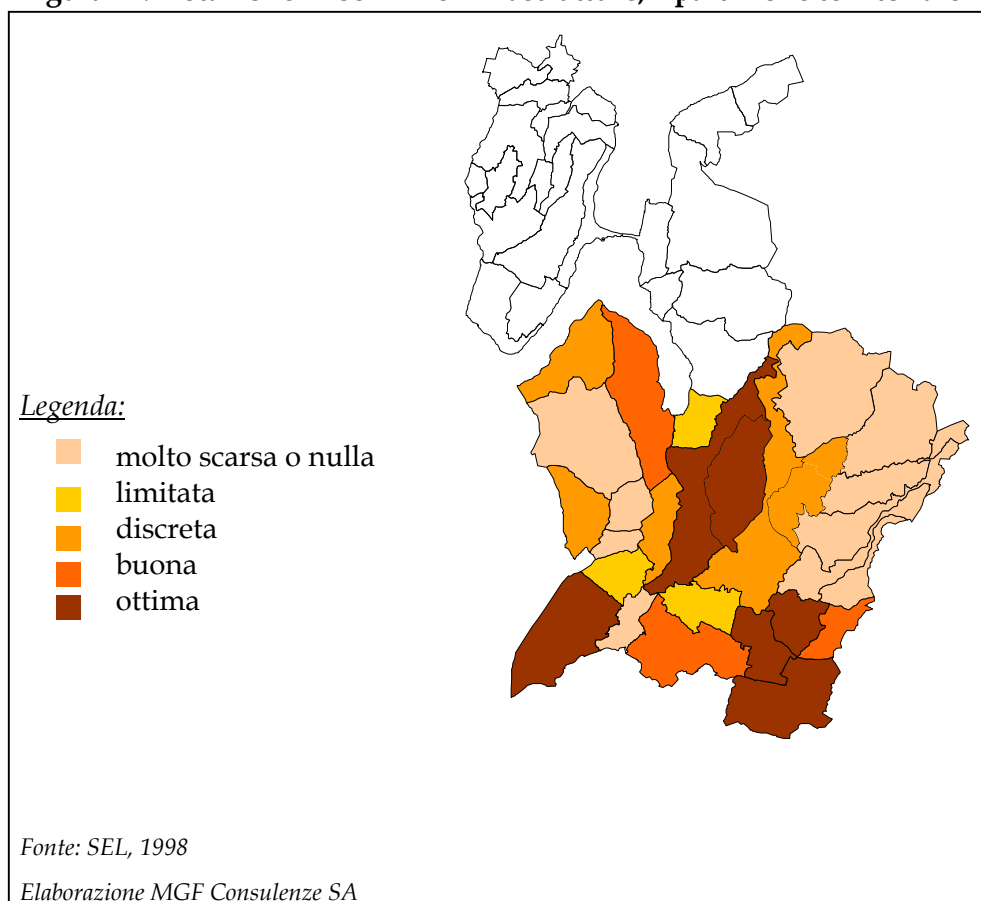 Legenda:
molto scarsa o nulla
limitata
discreta
buona
ottima
Fonte: SEL, 1998
Elaborazione MGF Consulenze SA